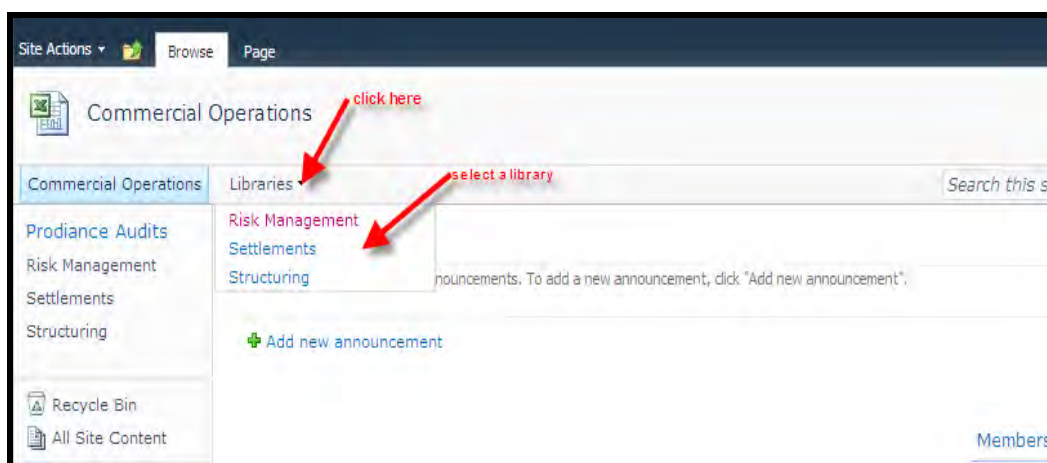 Site Actions Browse Page
click here
Commercial Operations
select a library
Commercial Operations Libraries Search this s
Prodiance Audits
Risk Management
Settlements
Structuring
Risk Management
Settlements
Structuring
nouncements. To add a new announcement, click "Add new announcement".
Add new announcement
Recycle Bin
All Site Content
Members